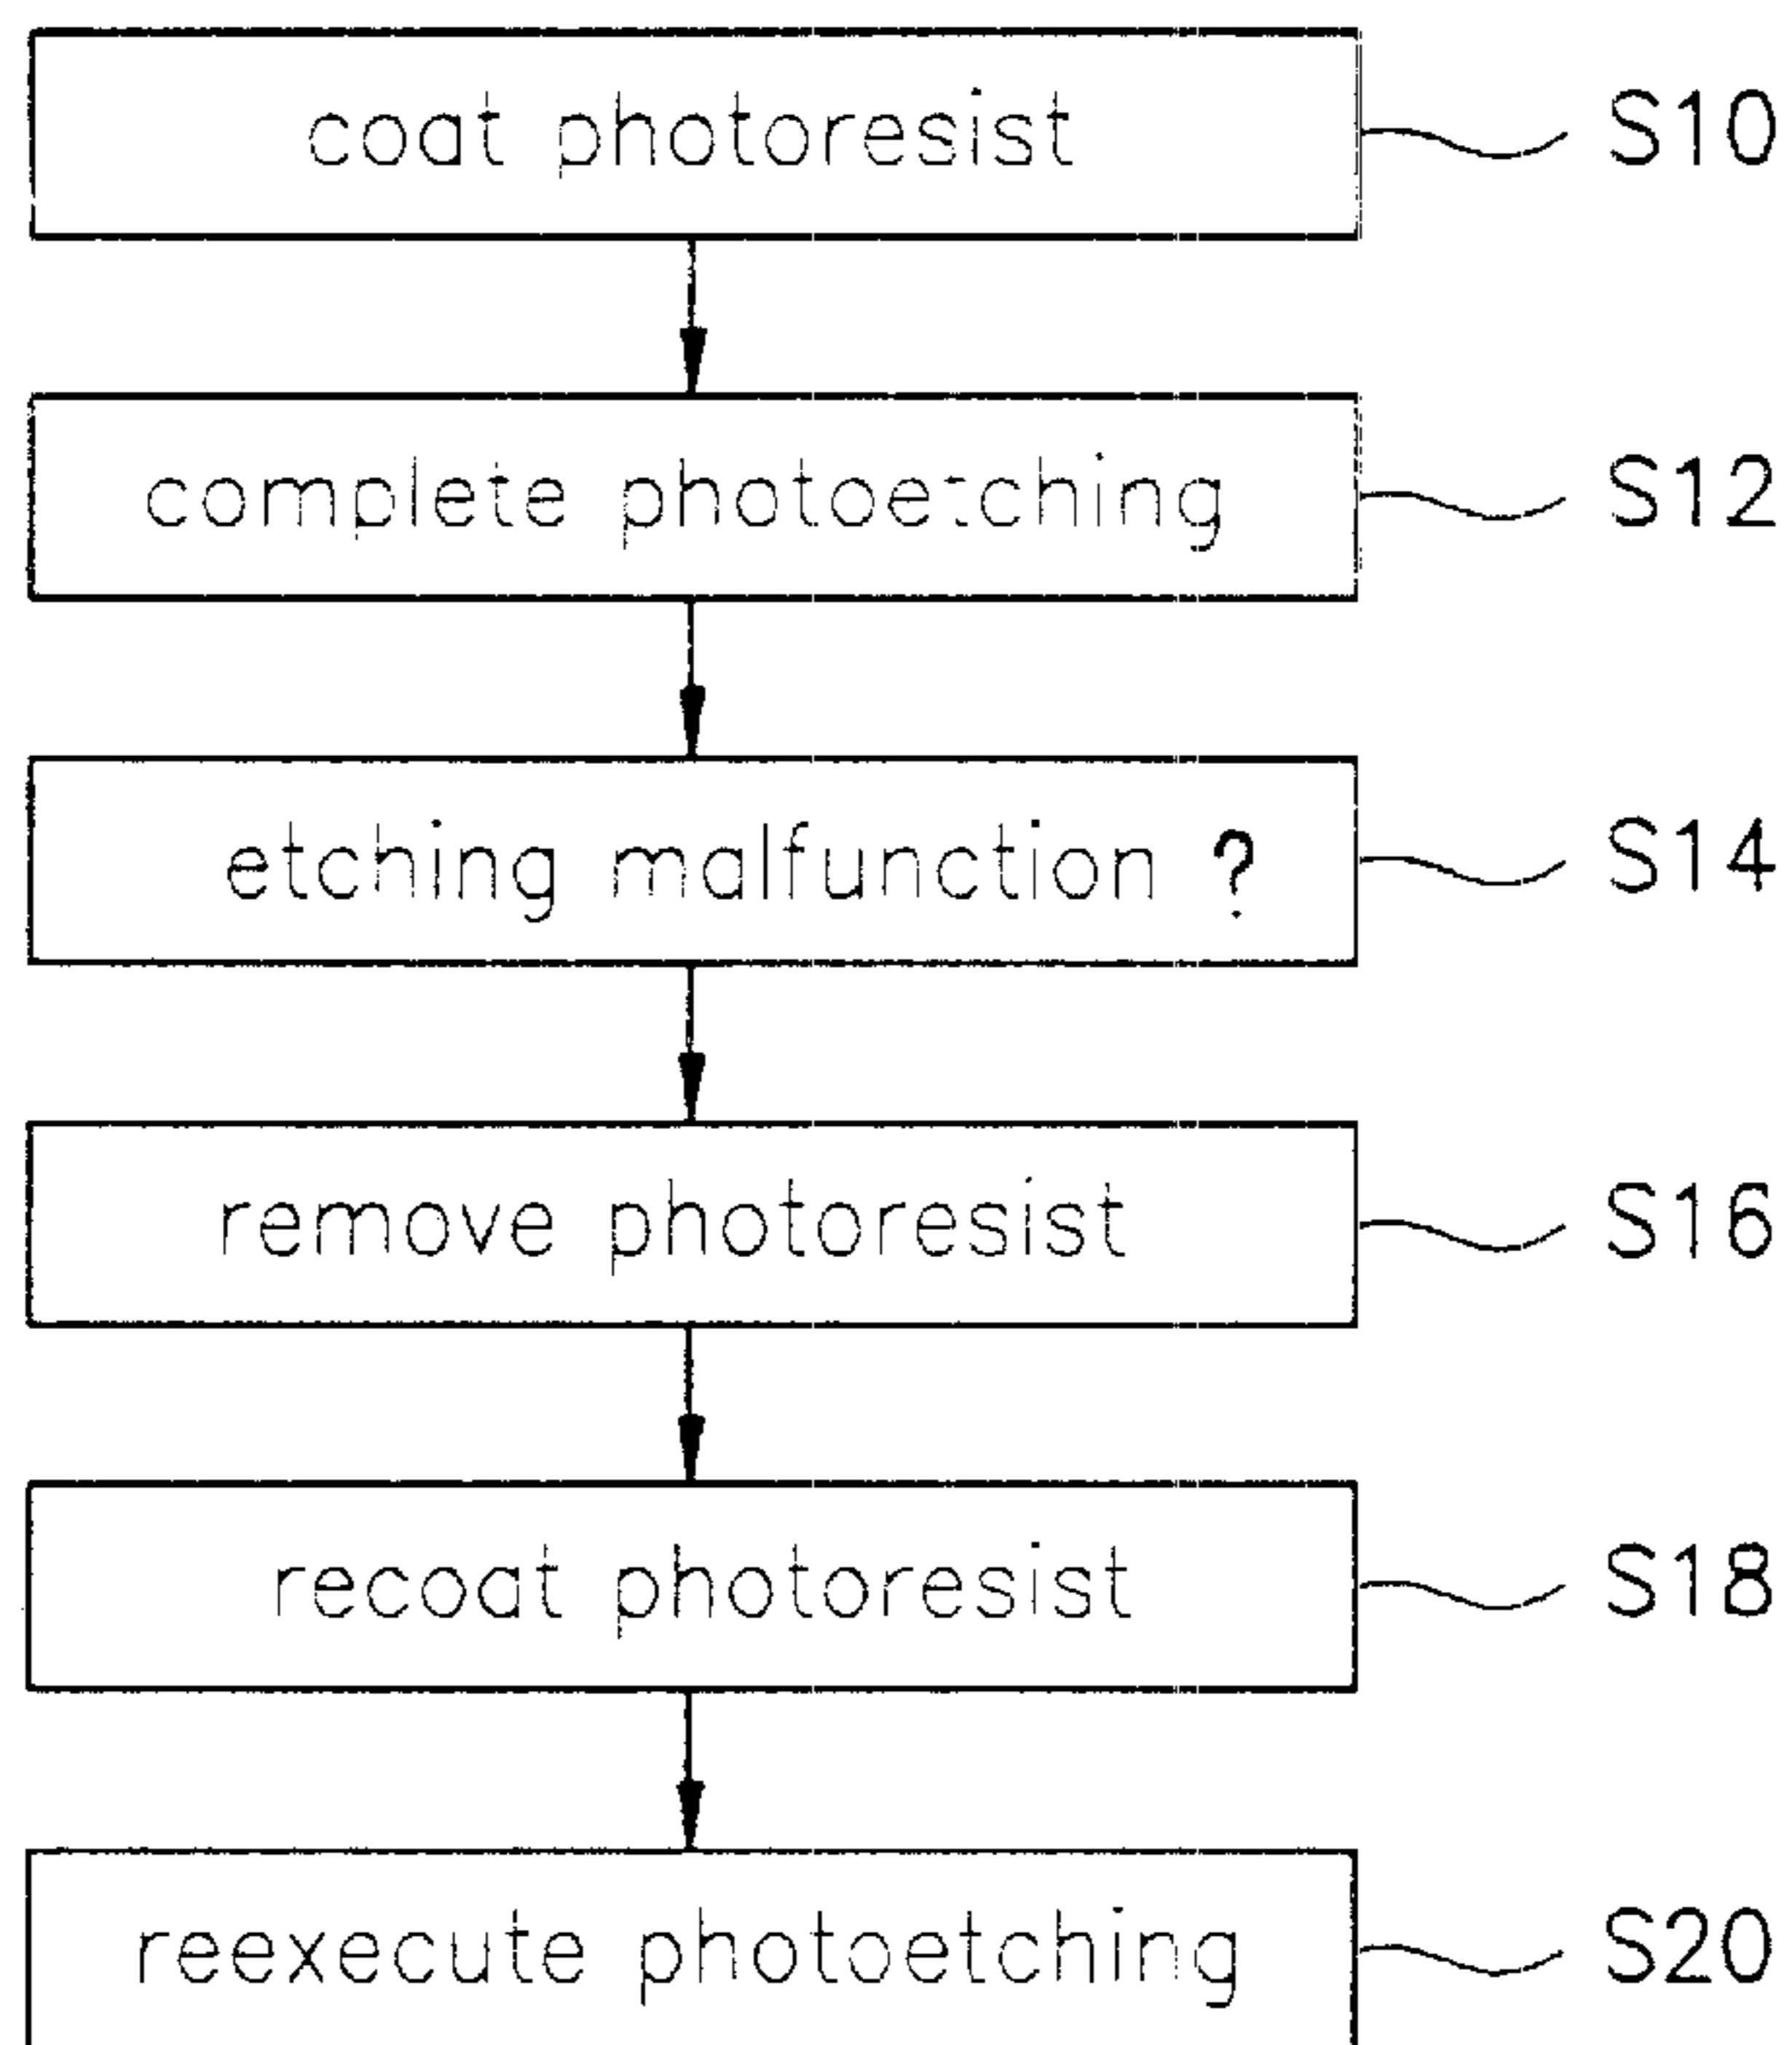 coat photoresist S10
complete photoetching S12
etching malfunction ? S14
remove photoresist S16
recoat photoresist S18
reexecute photoetching S20